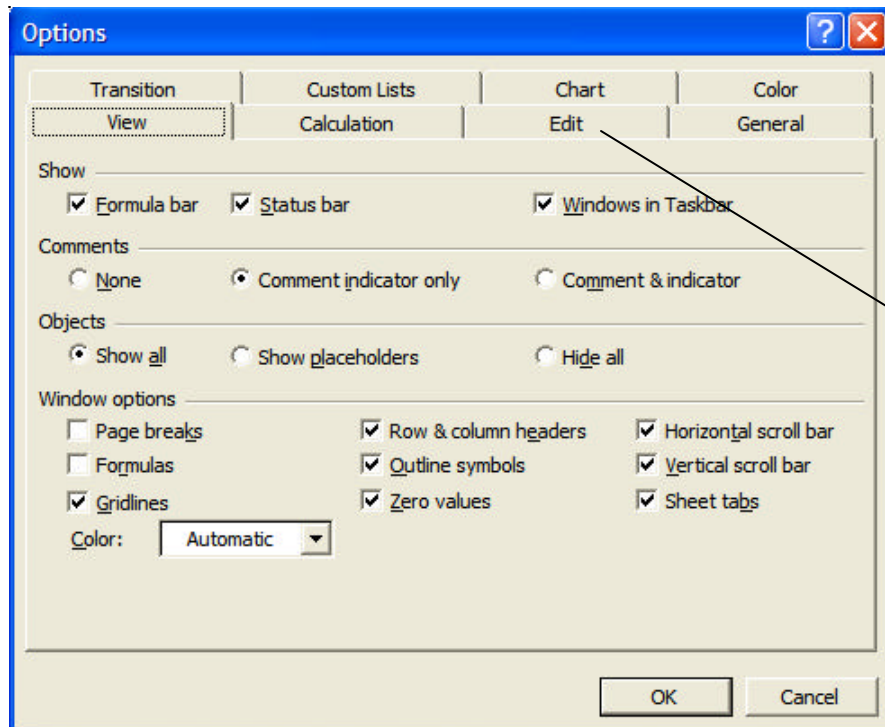 Options
Transition Custom Lists Chart Color
View Calculation Edit General
Show
Formula bar Status bar Windows in Taskbar
Comments
None Comment indicator only Comment & indicator
Objects
Show all Show placeholders Hide all
Window options
Page breaks Row & column headers Horizontal scroll bar
Formulas Outline symbols Vertical scroll bar
Gridlines Zero values Sheet tabs
Color: Automatic
OK Cancel